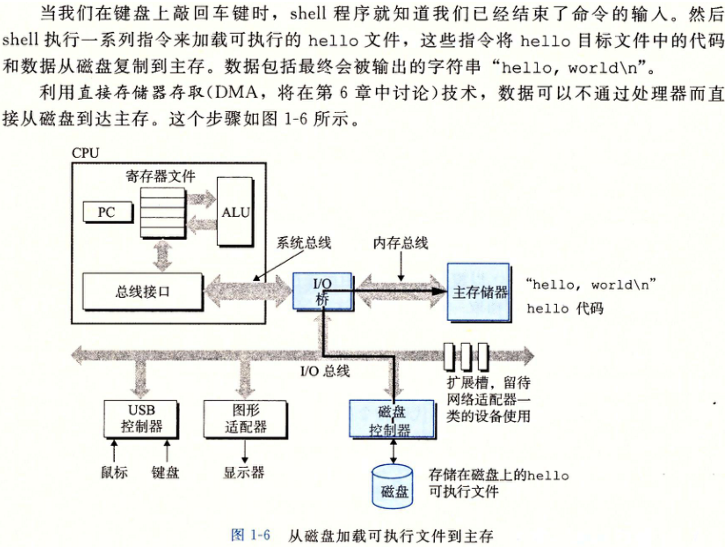 当我们在键盘上敲回车键时，shell 程序就知道我们已经结束了命令的输人。然后
shell 执行一系列指令来加载可执行的 hello 文件，这些指令将 hello 目标文件中的代码
和数据从磁盘复制到主存。数据包括最终会被输出的字符串“hello, world\n”。
利用直接存储器存取(DMA，将在第 6 章中讨论)技术，数据可以不通过处理器而直
接从磁盘到达主存。这个步骤如图 1-6 所示。
CPU
寄存器文件
PC
ALU
系统总线
内存总线
总线接口
I/O
桥
主存储器
“hello, world\n”
hello 代码
I/O 总线
扩展槽，留待
网络适配器一
类的设备使用
USB
控制器
图形
适配器
磁盘
控制器
鼠标
键盘
显示器
磁盘
存储在磁盘上的hello
可执行文件
图 1-6 从磁盘加载可执行文件到主存